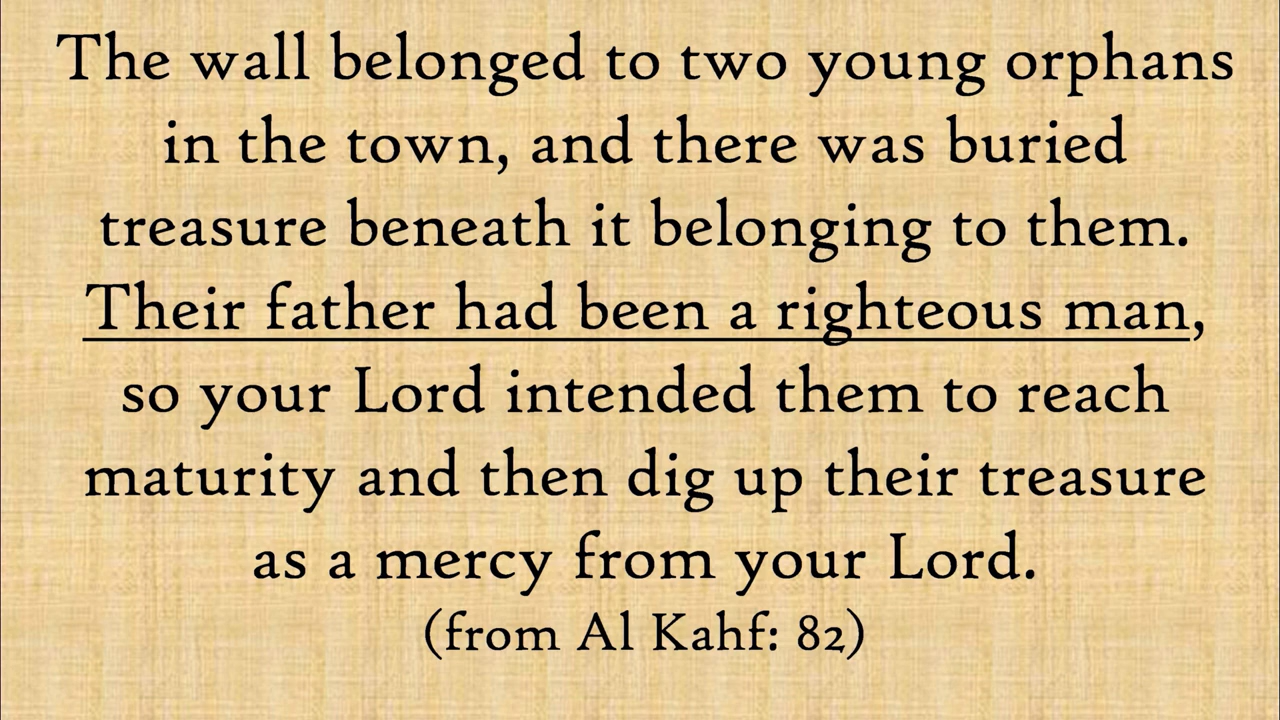 The wall belonged to two young orphans
in the town, and there was buried
treasure beneath it belonging to them.
Their father had been a righteous man,
so your Lord intended them to reach
maturity and then dig up their treasure
as a mercy from your Lord.
(from Al Kahf: 82)